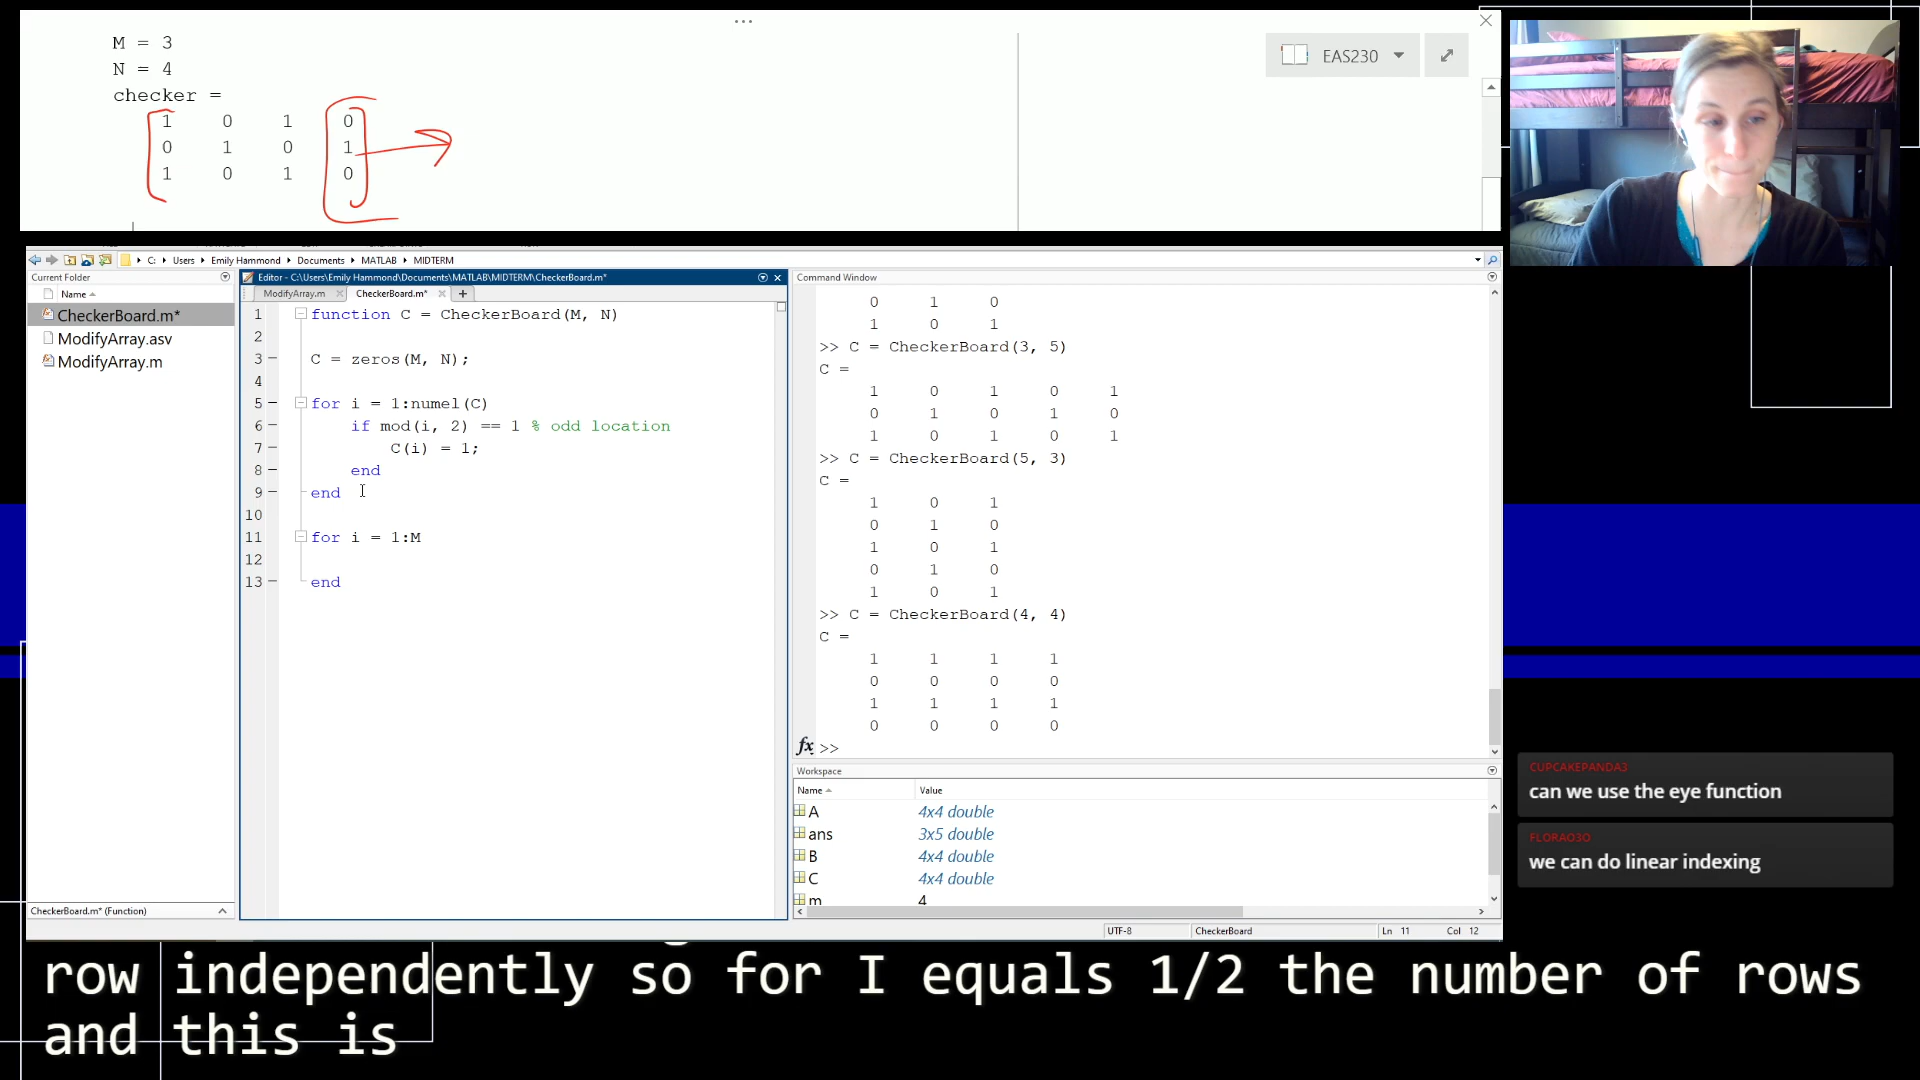 M = 3
N = 4
checker =
1 0 1 0
0 1 0 1
1 0 1 0
EAS230
C: Users Emily Hammond Documents MATLAB MIDTERM
Current Folder
Name
CheckerBoard.m*
ModifyArray.asv
ModifyArray.m
CheckerBoard.m* (Function)
Editor - C:\Users\Emily Hammond\Documents\MATLAB\MIDTERM\CheckerBoard.m*
ModifyArray.m CheckerBoard.m* +
1 function C = CheckerBoard(M, N)
2
3 C = zeros(M, N);
4
5 for i = 1:numel(C)
6 if mod(i, 2) == 1 % odd location
7 C(i) = 1;
8 end
9 end
10
11 for i = 1:M
12
13 end
Command Window
0 1 0
1 0 1
>> C = CheckerBoard(3, 5)
C =
1 0 1 0 1
0 1 0 1 0
1 0 1 0 1
>> C = CheckerBoard(5, 3)
C =
1 0 1
0 1 0
1 0 1
0 1 0
1 0 1
>> C = CheckerBoard(4, 4)
C =
1 1 1 1
0 0 0 0
1 1 1 1
0 0 0 0
fx >>
Workspace
Name Value
A 4x4 double
ans 3x5 double
B 4x4 double
C 4x4 double
m 4
UTF-8 CheckerBoard Ln 11 Col 12
CUPCAKEPANDA3
can we use the eye function
FLORAO3O
we can do linear indexing
row independently so for I equals 1/2 the number of rows
and this is